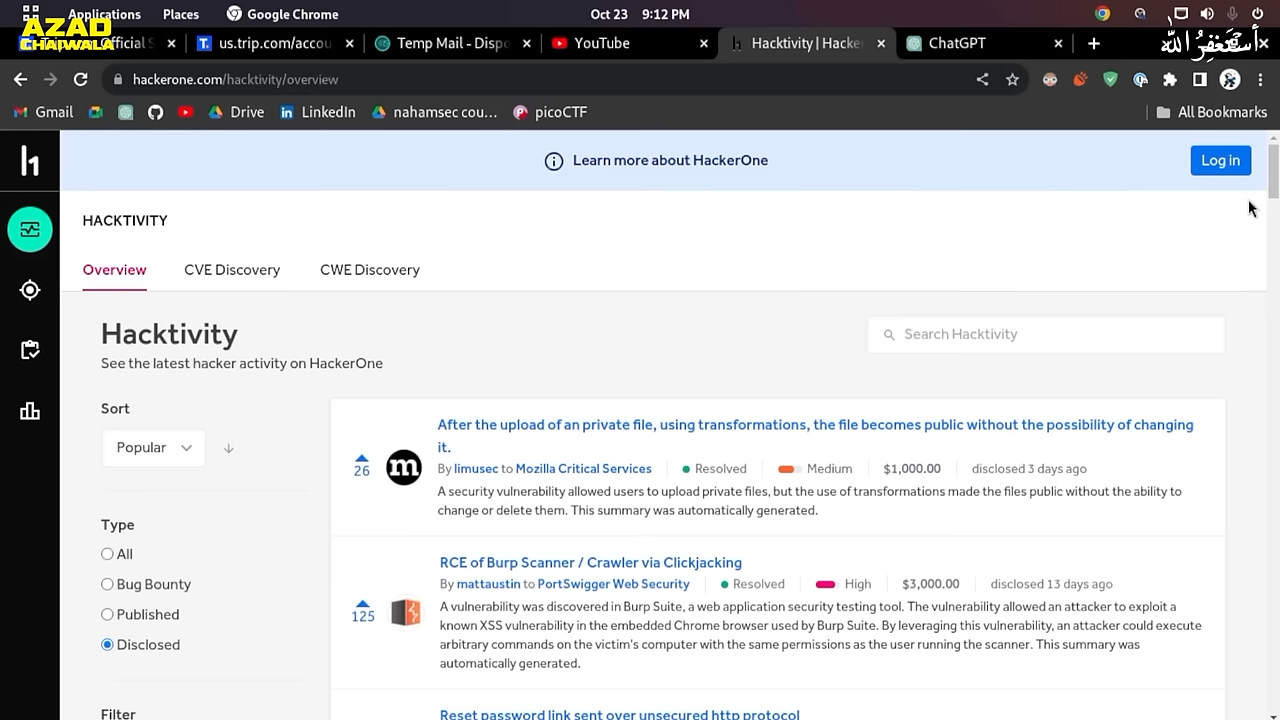 Applications Places Google Chrome Oct 23 9:12 PM
AZAD
CHAIWALA
أستغفر الله
Official S us.trip.com/accou Temp Mail - Dispo YouTube Hacktivity | Hacke ChatGPT
hackerone.com/hacktivity/overview
Gmail Drive LinkedIn nahamsec cou... picoCTF All Bookmarks
Learn more about HackerOne Log in
HACKTIVITY
Overview CVE Discovery CWE Discovery
Hacktivity
Search Hacktivity
See the latest hacker activity on HackerOne
Sort
Popular
Type
All
Bug Bounty
Published
Disclosed
Filter
After the upload of an private file, using transformations, the file becomes public without the possibility of changing
it.
26
m
By limusec to Mozilla Critical Services Resolved Medium $1,000.00 disclosed 3 days ago
A security vulnerability allowed users to upload private files, but the use of transformations made the files public without the ability to
change or delete them. This summary was automatically generated.
RCE of Burp Scanner / Crawler via Clickjacking
By mattaustin to PortSwigger Web Security Resolved High $3,000.00 disclosed 13 days ago
125
A vulnerability was discovered in Burp Suite, a web application security testing tool. The vulnerability allowed an attacker to exploit a
known XSS vulnerability in the embedded Chrome browser used by Burp Suite. By leveraging this vulnerability, an attacker could execute
arbitrary commands on the victim's computer with the same permissions as the user running the scanner. This summary was
automatically generated.
Reset password link sent over unsecured http protocol